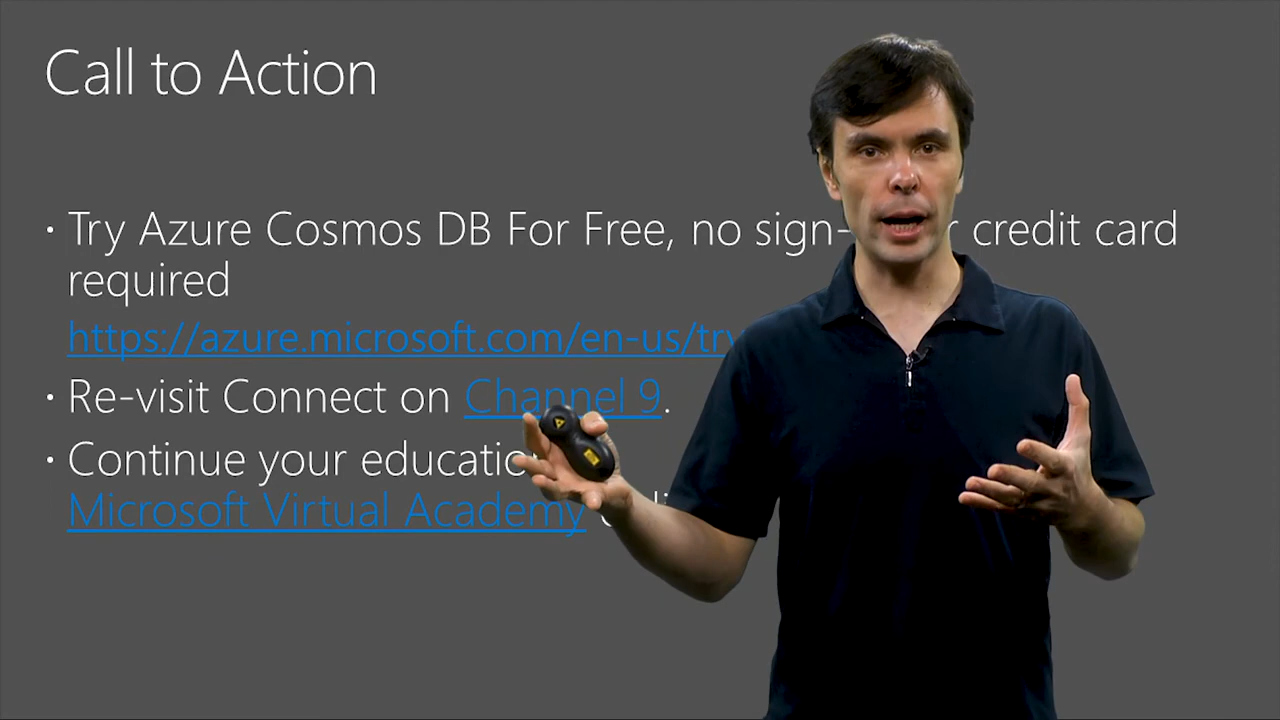 Call to Action
· Try Azure Cosmos DB For Free, no sign- credit card
required
https://azure.microsoft.com/en-us/try
· Re-visit Connect on Channel 9.
· Continue your education
Microsoft Virtual Academy